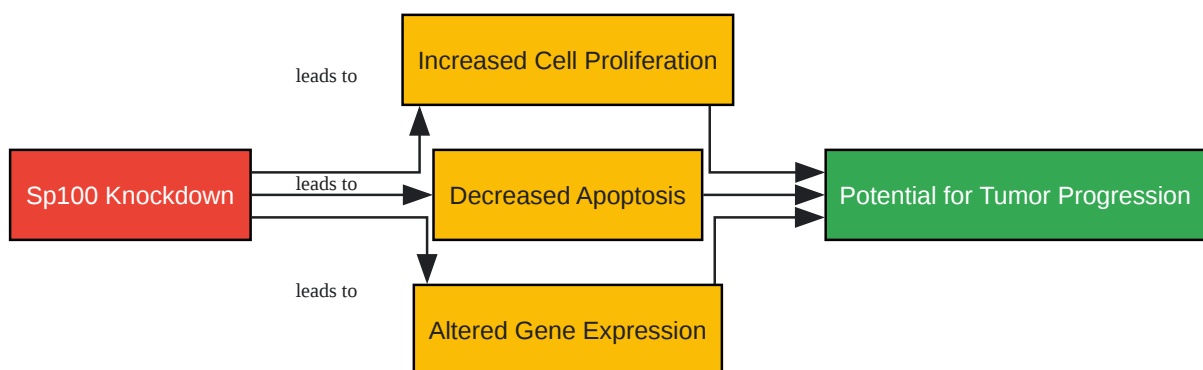 Increased Cell Proliferation
leads to
Sp100 Knockdown
leads to
Decreased Apoptosis
Potential for Tumor Progression
leads to
Altered Gene Expression